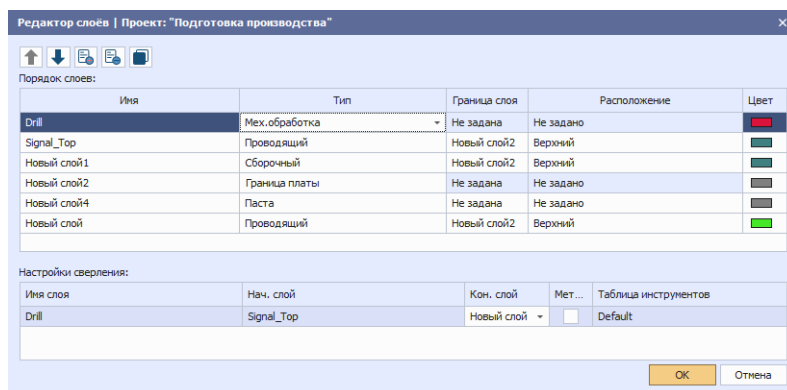 Редактор слоёв | Проект: "Подготовка производства"
Порядок слоев:
Имя Тип Граница слоя Расположение Цвет
Drill Мех.обработка Не задана Не задано
Signal_Top Проводящий Новый слой2 Верхний
Новый слой1 Сборочный Новый слой2 Верхний
Новый слой2 Граница платы Не задана Не задано
Новый слой4 Паста Не задана Не задано
Новый слой Проводящий Новый слой2 Верхний
Настройки сверления:
Имя слоя Нач. слой Кон. слой Мет... Таблица инструментов
Drill Signal_Top Новый слой Default
OK Отмена